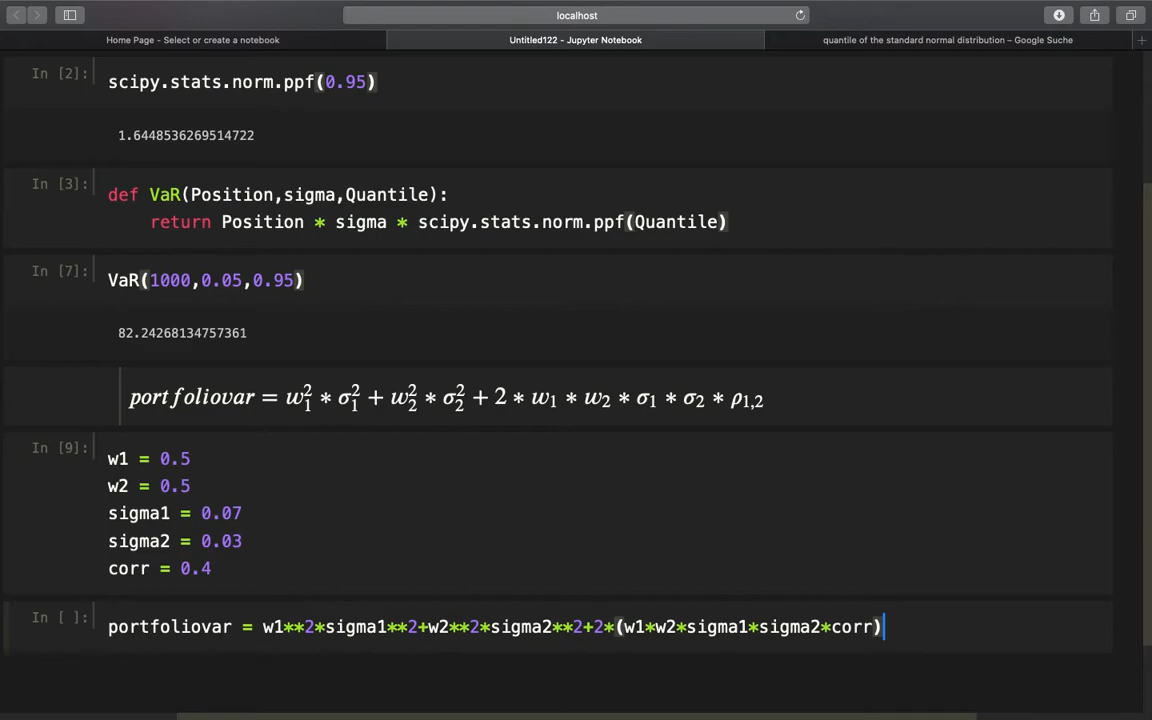 localhost
Home Page - Select or create a notebook
Untitled122 - Jupyter Notebook
quantile of the standard normal distribution – Google Suche
In [2]: scipy.stats.norm.ppf(0.95)
1.6448536269514722
In [3]: def VaR(Position,sigma,Quantile):
    return Position * sigma * scipy.stats.norm.ppf(Quantile)
In [7]: VaR(1000,0.05,0.95)
82.24268134757361
portfoliovar = w₁² * σ₁² + w₂² * σ₂² + 2 * w₁ * w₂ * σ₁ * σ₂ * ρ₁,₂
In [9]: w1 = 0.5
w2 = 0.5
sigma1 = 0.07
sigma2 = 0.03
corr = 0.4
In [ ]: portfoliovar = w1**2*sigma1**2+w2**2*sigma2**2+2*(w1*w2*sigma1*sigma2*corr)